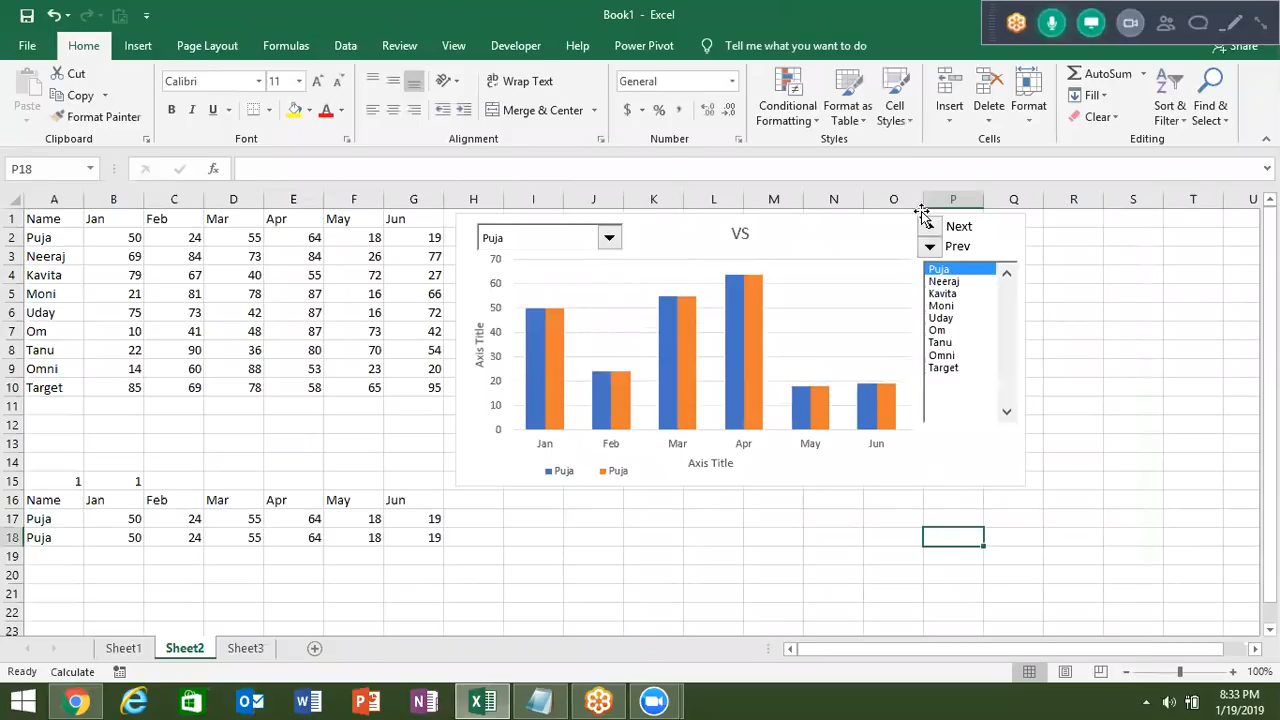 Book1 - Excel
File Home Insert Page Layout Formulas Data Review View Developer Help Power Pivot Tell me what you want to do Share
Paste Cut Copy Format Painter Clipboard
Calibri 11 B I U A Font
Wrap Text Merge & Center Alignment
General $ % , Number
Conditional Formatting Format as Table Cell Styles Styles
Insert Delete Format Cells
AutoSum Fill Clear Sort & Filter Find & Select Editing
P18 fx
A B C D E F G H I J K L M N O P Q R S T U
1 Name Jan Feb Mar Apr May Jun
2 Puja 50 24 55 64 18 19
3 Neeraj 69 84 73 84 26 77
4 Kavita 79 67 40 55 72 27
5 Moni 21 81 78 87 16 66
6 Uday 75 73 42 87 16 72
7 Om 10 41 48 87 73 42
8 Tanu 22 90 36 80 70 54
9 Omni 14 60 88 53 23 20
10 Target 85 69 78 58 65 95
11
12
13
14
15 1 1
16 Name Jan Feb Mar Apr May Jun
17 Puja 50 24 55 64 18 19
18 Puja 50 24 55 64 18 19
19
20
21
22
23
Puja
VS
70
60
50
40
30
20
10
0
Axis Title
Jan Feb Mar Apr May Jun
Axis Title
Puja Puja
Next
Prev
Puja
Neeraj
Kavita
Moni
Uday
Om
Tanu
Omni
Target
Sheet1 Sheet2 Sheet3
Ready Calculate 100%
8:33 PM
1/19/2019